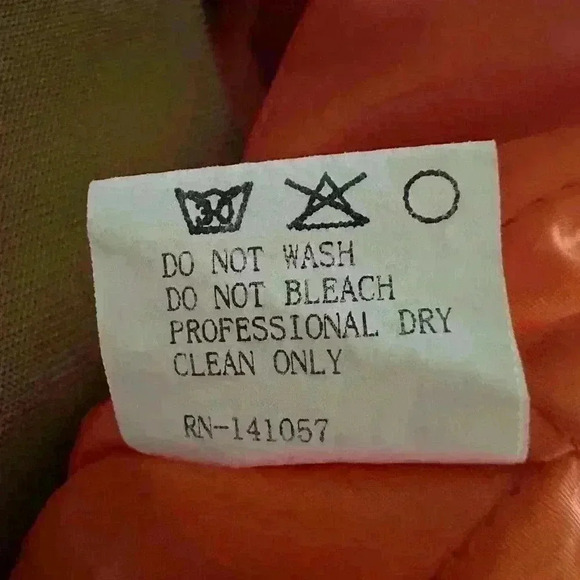 30
DO NOT WASH
DO NOT BLEACH
PROFESSIONAL DRY
CLEAN ONLY
RN-141057